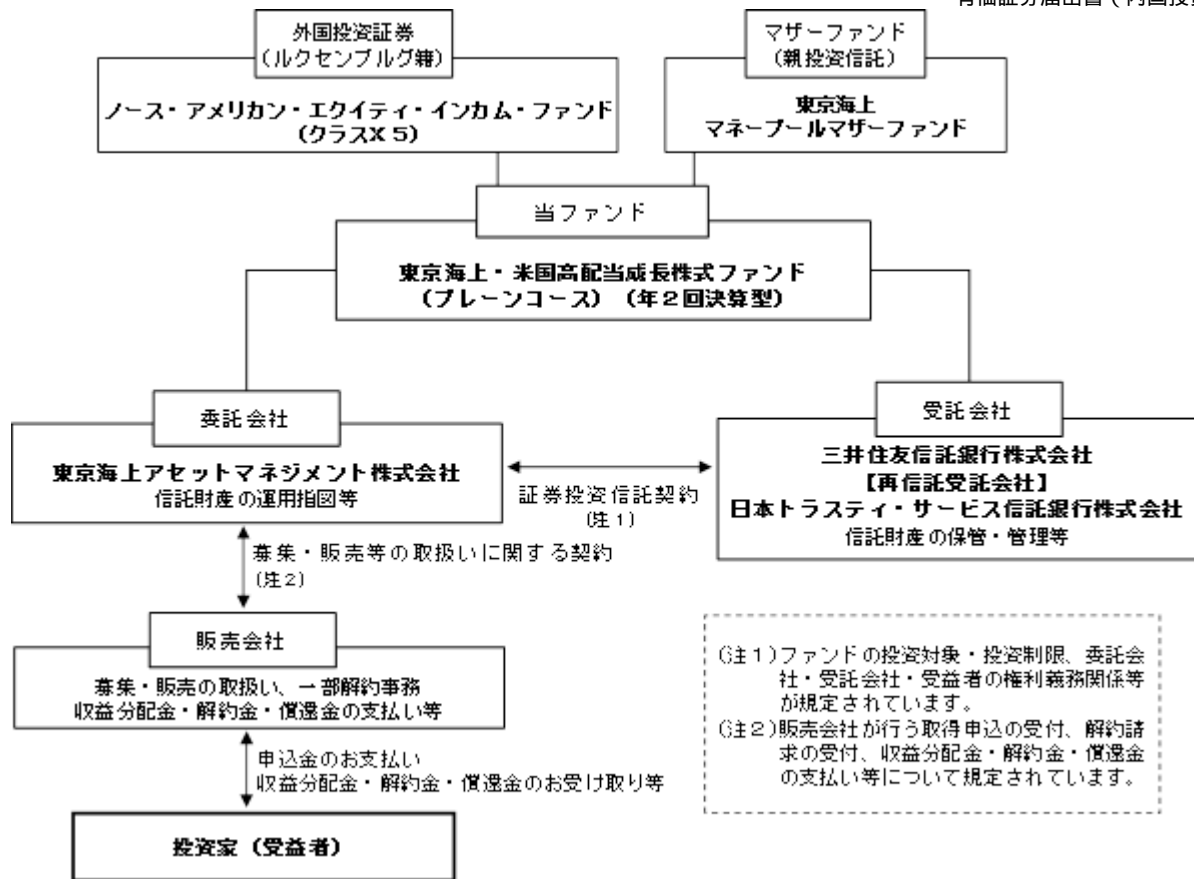 外国投資証券
(ルクセンブルグ籍)
ノース・アメリカン・エクイティ・インカム・ファンド
(クラスX5)
マザーファンド
(親投資信託)
東京海上
マネープールマザーファンド
当ファンド
東京海上・米国高配当成長株式ファンド
(プレーンコース) (年2回決算型)
委託会社
東京海上アセットマネジメント株式会社
信託財産の運用指図等
証券投資信託契約
(注1)
受託会社
三井住友信託銀行株式会社
【再信託受託会社】
日本トラスティ・サービス信託銀行株式会社
信託財産の保管・管理等
募集・販売等の取扱いに関する契約
(注2)
販売会社
募集・販売の取扱い、一部解約事務
収益分配金・解約金・償還金の支払い等
申込金のお支払い
収益分配金・解約金・償還金のお受け取り等
投資家(受益者)
(注1)ファンドの投資対象・投資制限、委託会
社・受託会社・受益者の権利義務関係等
が規定されています。
(注2)販売会社が行う取得申込の受付、解約請
求の受付、収益分配金・解約金・償還金
の支払い等について規定されています。